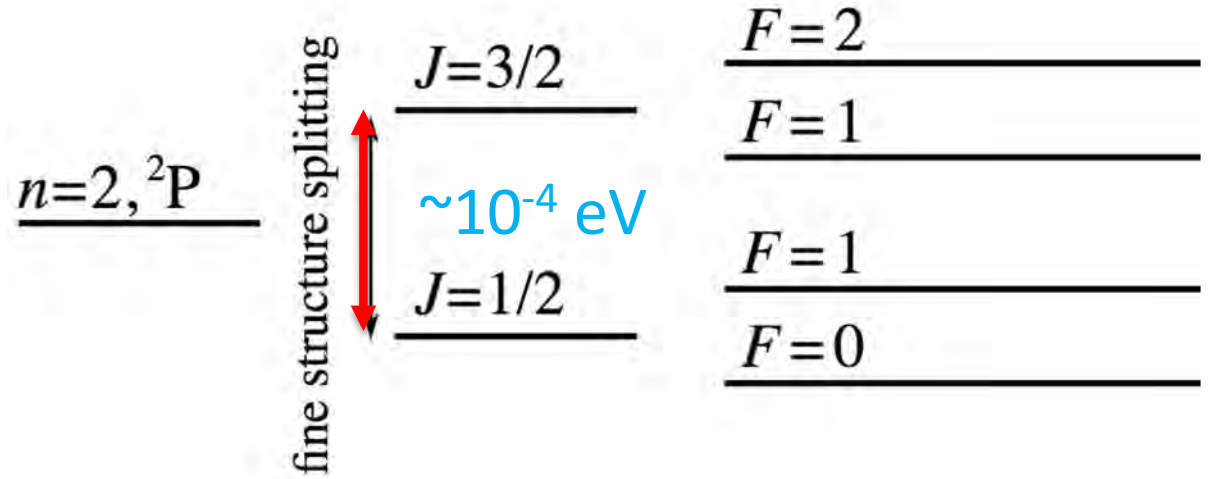 n=2, ²P
fine structure splitting
J=3/2
~10⁻⁴ eV
J=1/2
F=2
F=1
F=1
F=0